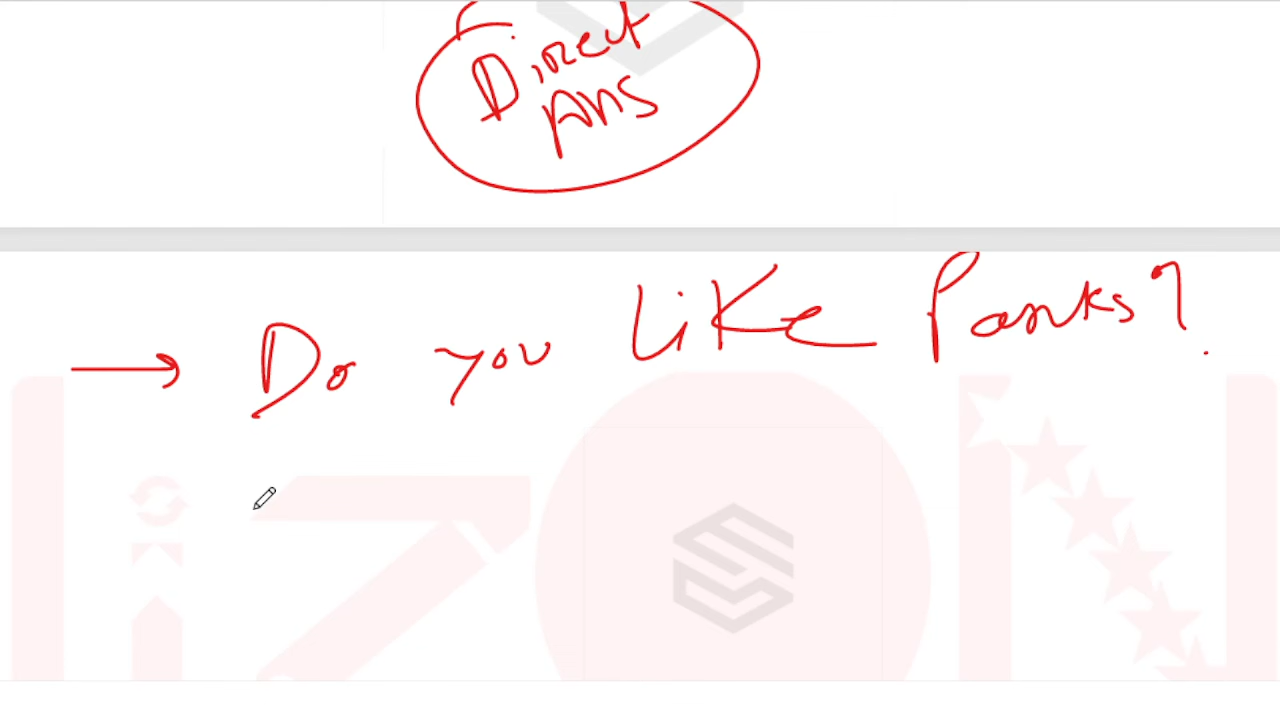 Direct
Ans
→ Do you Like Parks?